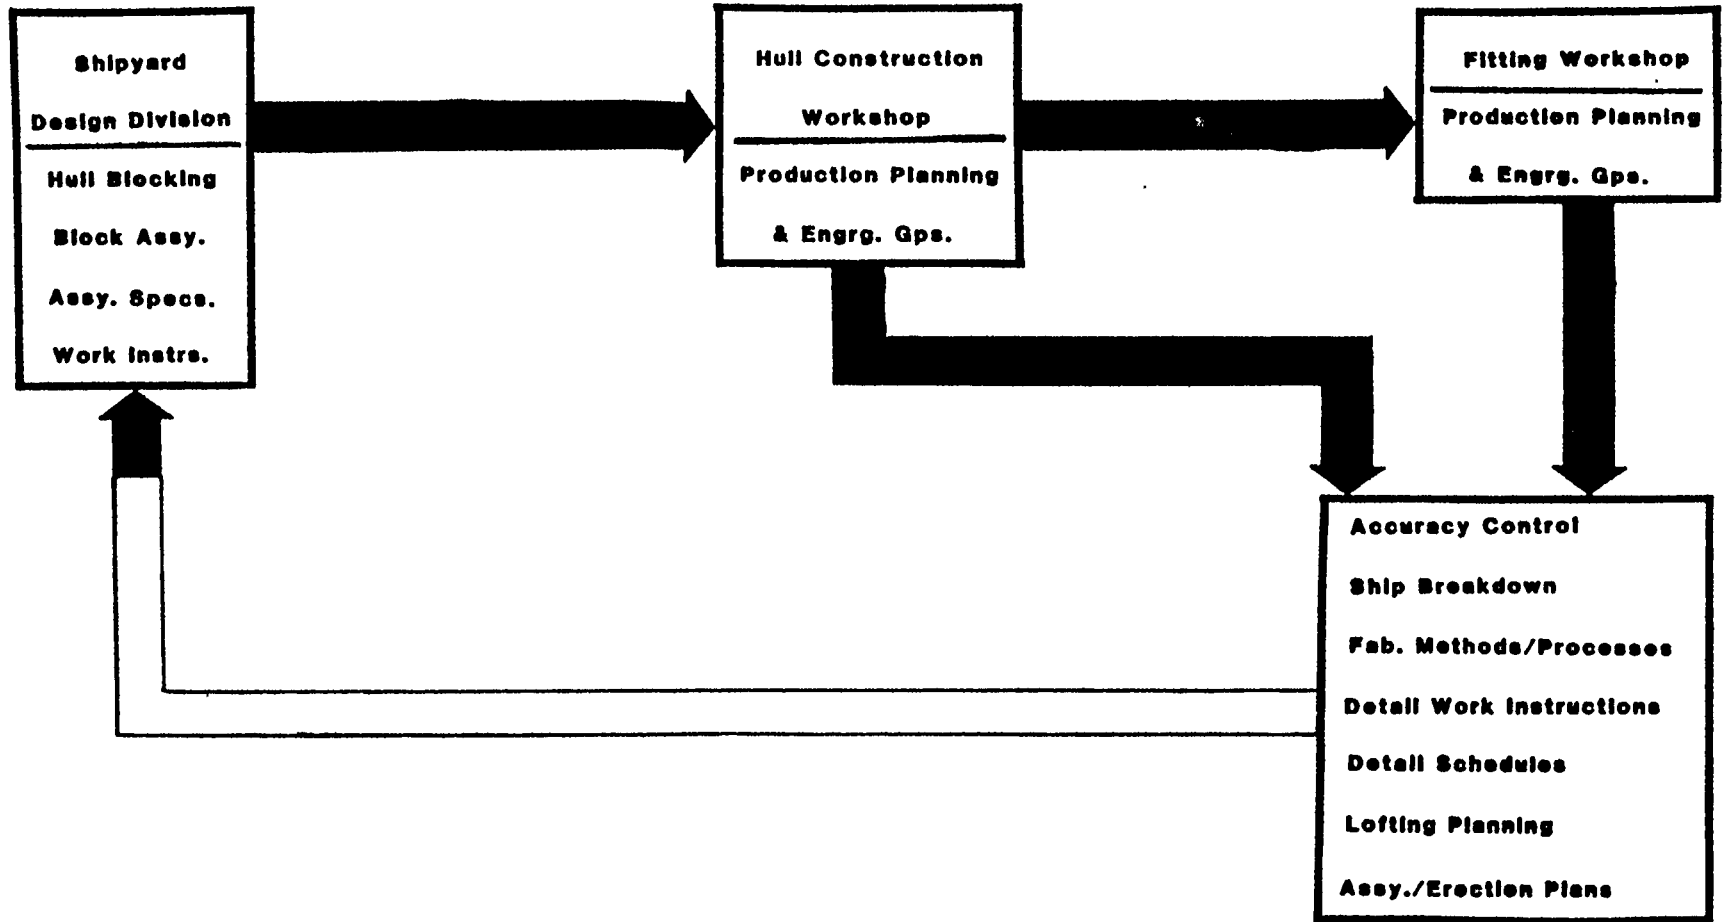 Shipyard
Design Division
Hull Blocking
Block Assy.
Assy. Specs.
Work Instrs.
Hull Construction
Workshop
Production Planning
& Engrg. Gps.
Fitting Workshop
Production Planning
& Engrg. Gps.
Accuracy Control
Ship Breakdown
Fab. Methods/Processes
Detail Work Instructions
Detail Schedules
Lofting Planning
Assy./Erection Plans